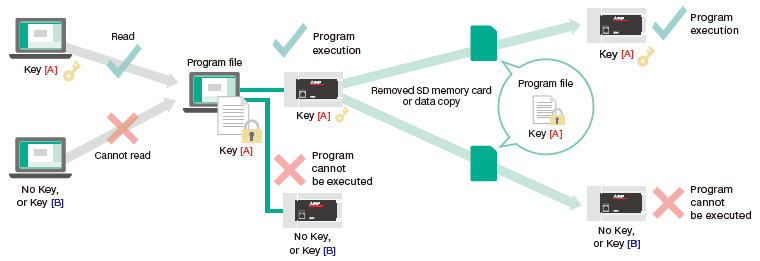 Read
Key [A]
Cannot read
No Key,
or Key [B]
Program file
Key [A]
Program
execution
Key [A]
Program
cannot
be executed
No Key,
or Key [B]
Removed SD memory card
or data copy
Program file
Key [A]
Program
execution
Key [A]
Program
cannot
be executed
No Key,
or Key [B]